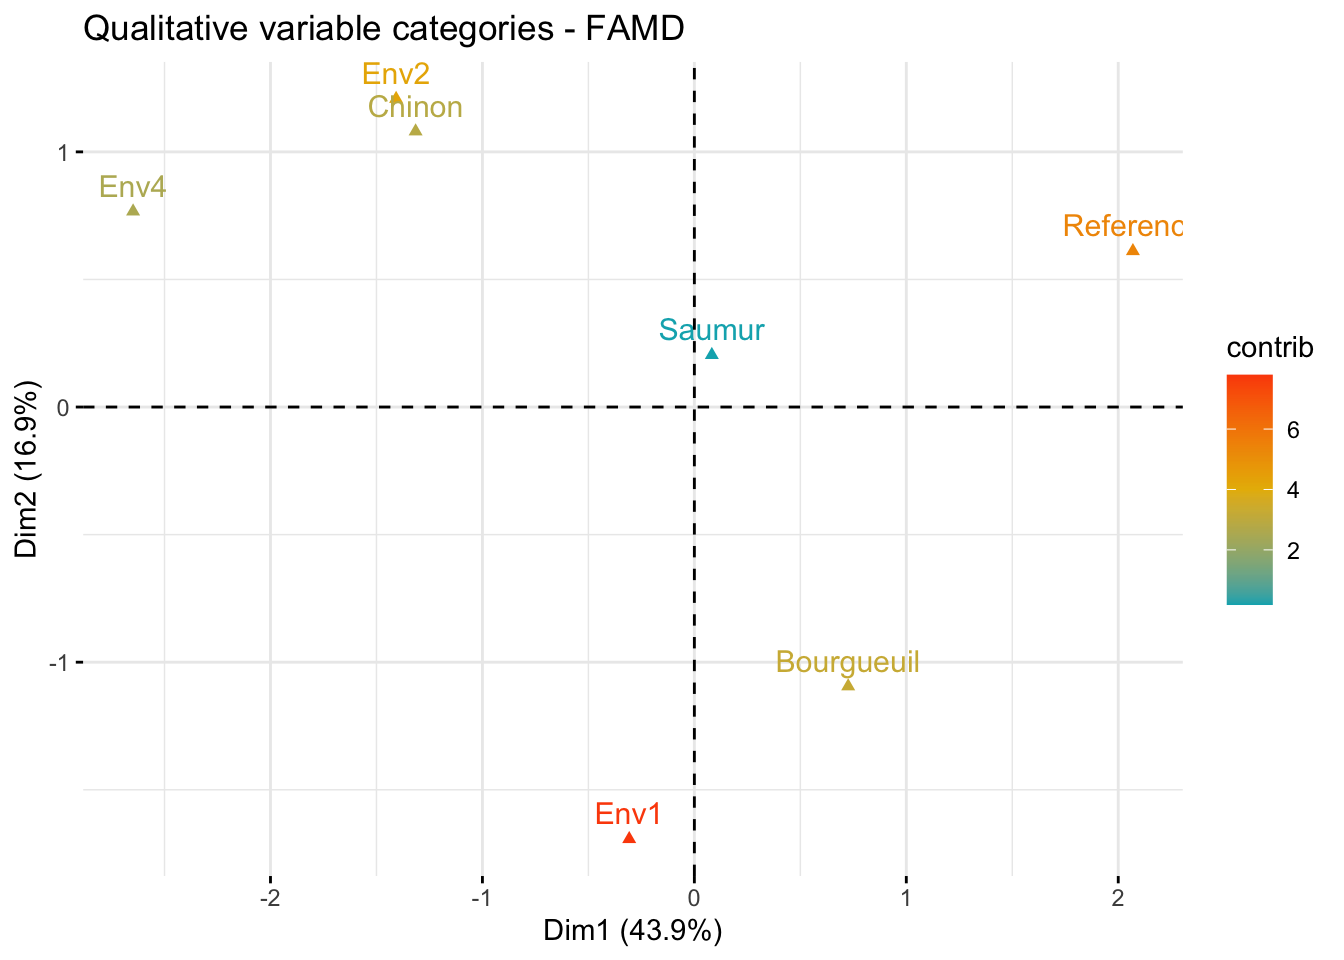 Qualitative variable categories - FAMD
Env2
Chinon
Env4
Referenc
Saumur
Bourgueil
Env1
1
0
-1
Dim2 (16.9%)
-2
-1
0
1
2
Dim1 (43.9%)
contrib
6
4
2